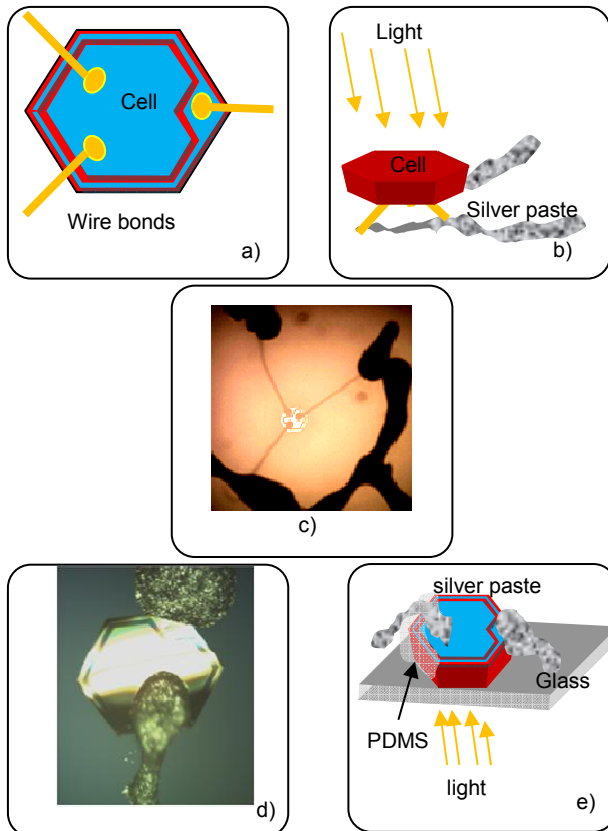 Cell
Wire bonds
a)
Light
Cell
Silver paste
b)
c)
d)
silver paste
Glass
PDMS
light
e)